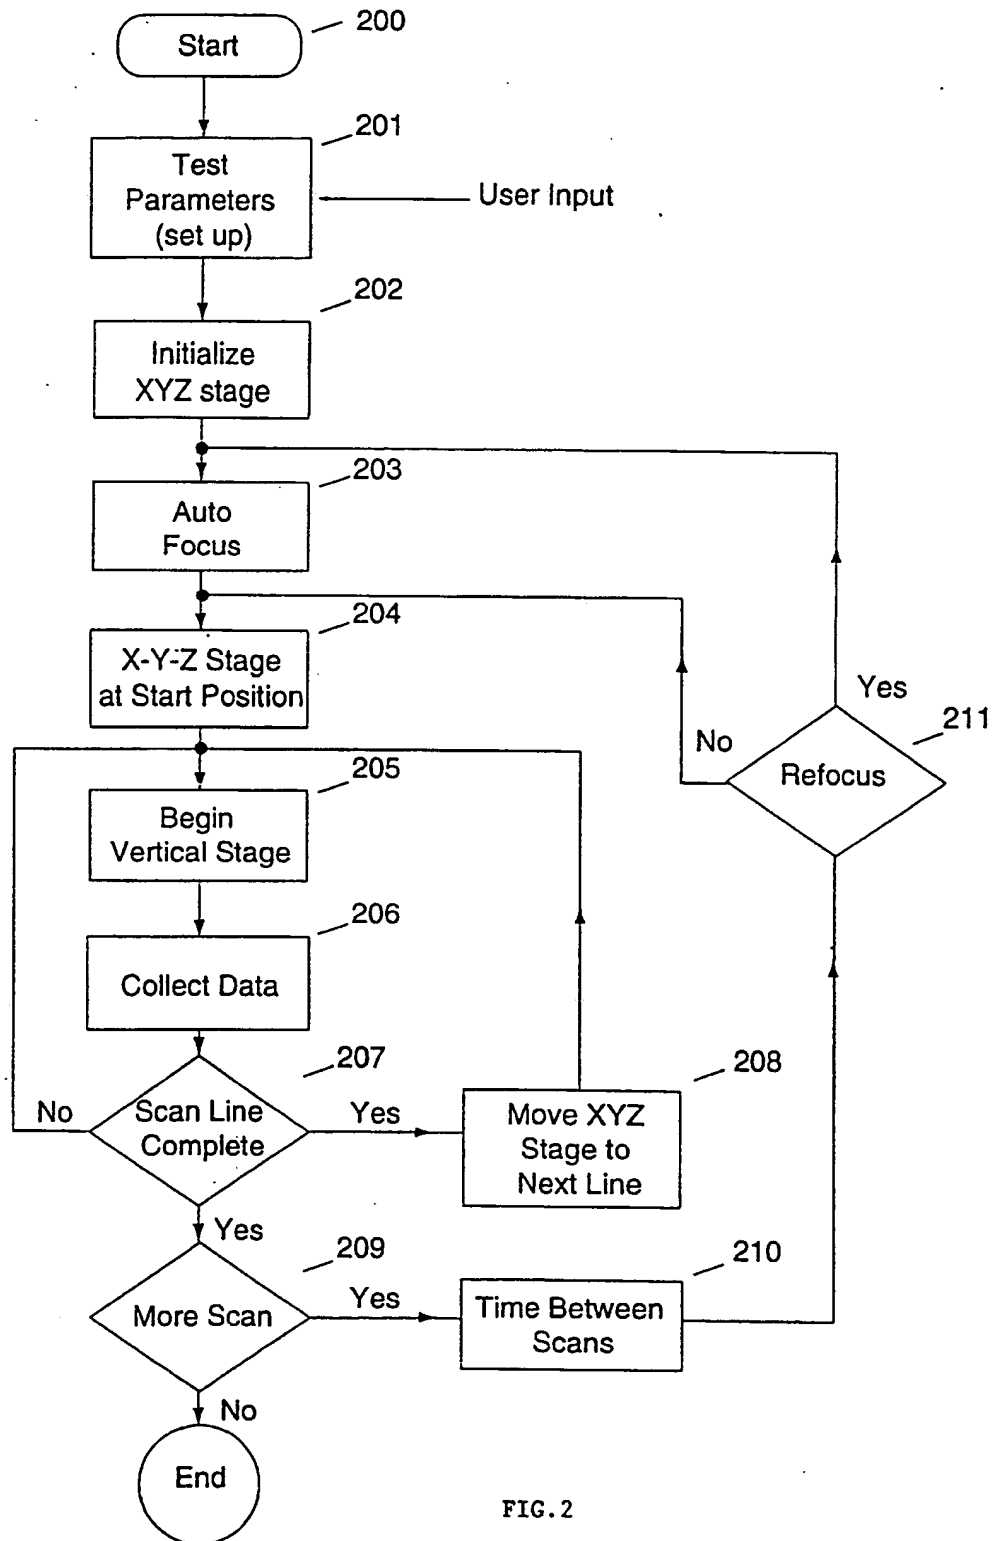 200
Start
201
Test
Parameters
(set up)
User Input
202
Initialize
XYZ stage
203
Auto
Focus
204
X-Y-Z Stage
at Start Position
Yes
211
No
Refocus
205
Begin
Vertical Stage
206
Collect Data
207
208
No
Scan Line
Complete
Yes
Move XYZ
Stage to
Next Line
Yes
209
210
More Scan
Yes
Time Between
Scans
No
End
FIG.2